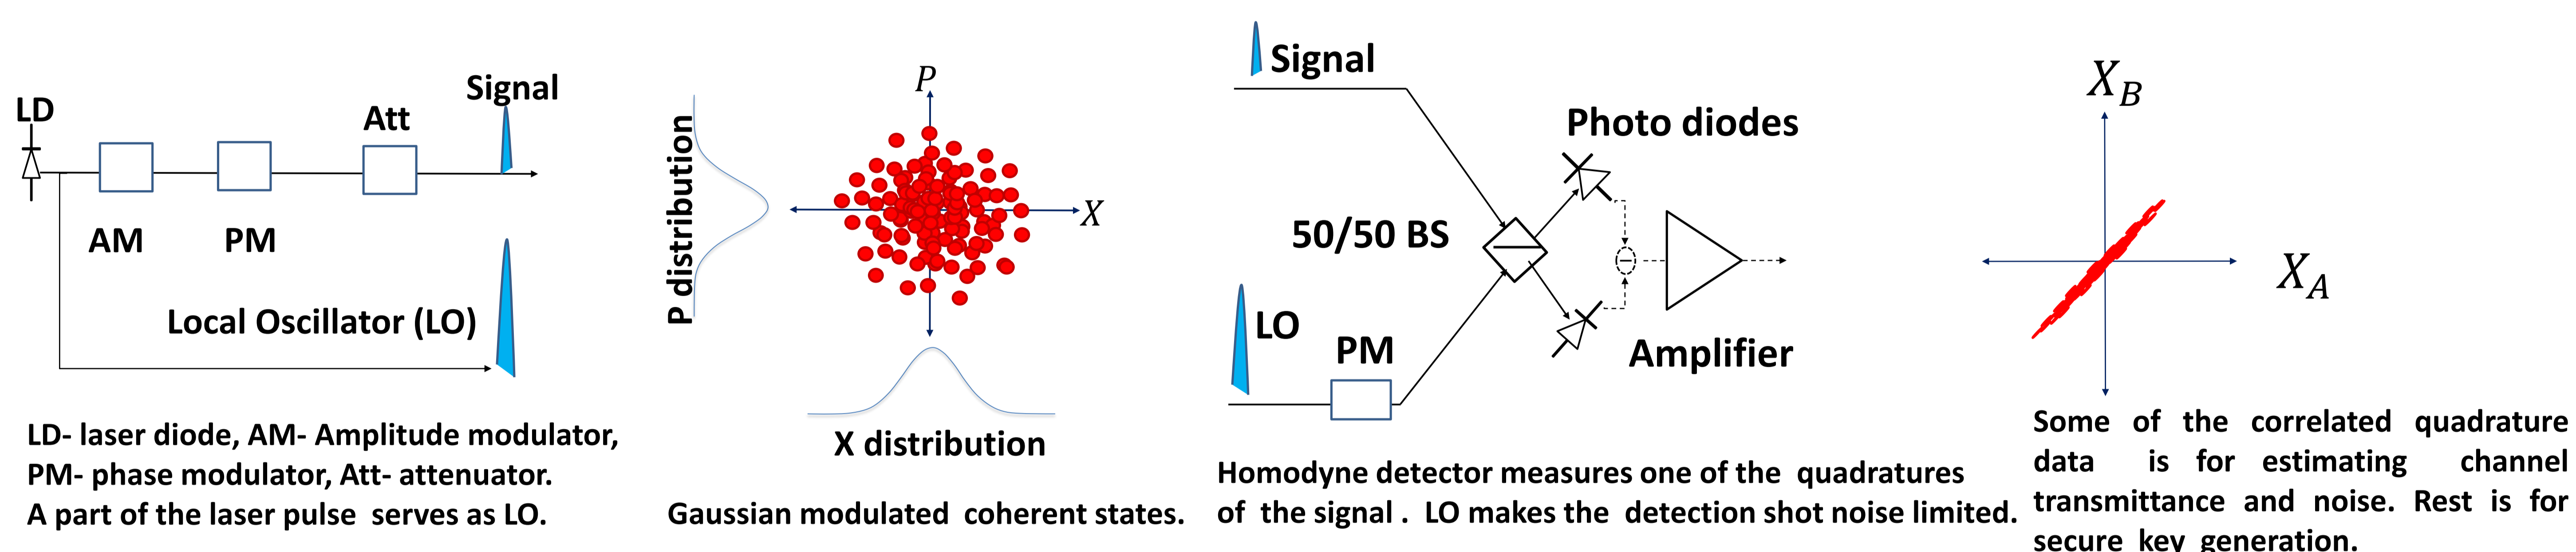 LD
Signal
Att
AM
PM
Local Oscillator (LO)
LD- laser diode, AM- Amplitude modulator,
PM- phase modulator, Att- attenuator.
A part of the laser pulse serves as LO.
P distribution
P
X
X distribution
Gaussian modulated coherent states.
Signal
Photo diodes
50/50 BS
LO
PM
Amplifier
Homodyne detector measures one of the quadratures
of the signal . LO makes the detection shot noise limited.
X_B
X_A
Some of the correlated quadrature
data is for estimating channel
transmittance and noise. Rest is for
secure key generation.